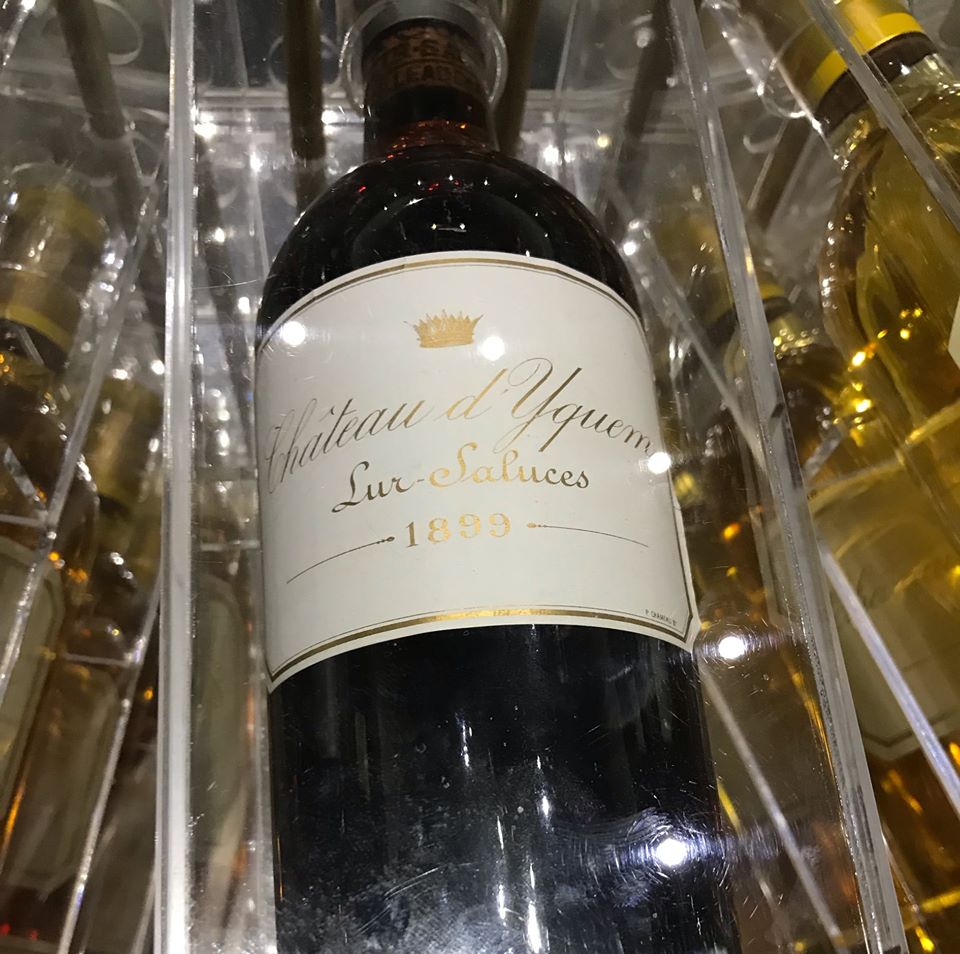 Château d'Yquem
Lur-Saluces
1899